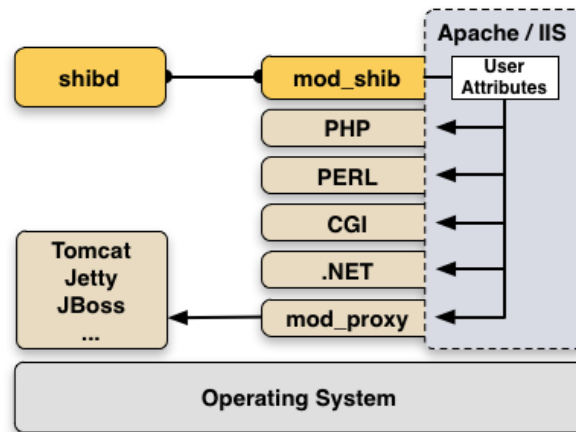 Apache / IIS
shibd
mod_shib
User
Attributes
PHP
PERL
CGI
.NET
mod_proxy
Tomcat
Jetty
JBoss
...
Operating System